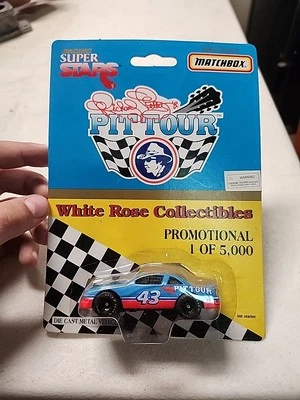 SUPER
STARS
MATCHBOX
Richard Petty's
PIT TOUR
WARNING
White Rose Collectibles
PROMOTIONAL
1 OF 5,000
PIT TOUR
43
DIE CAST METAL